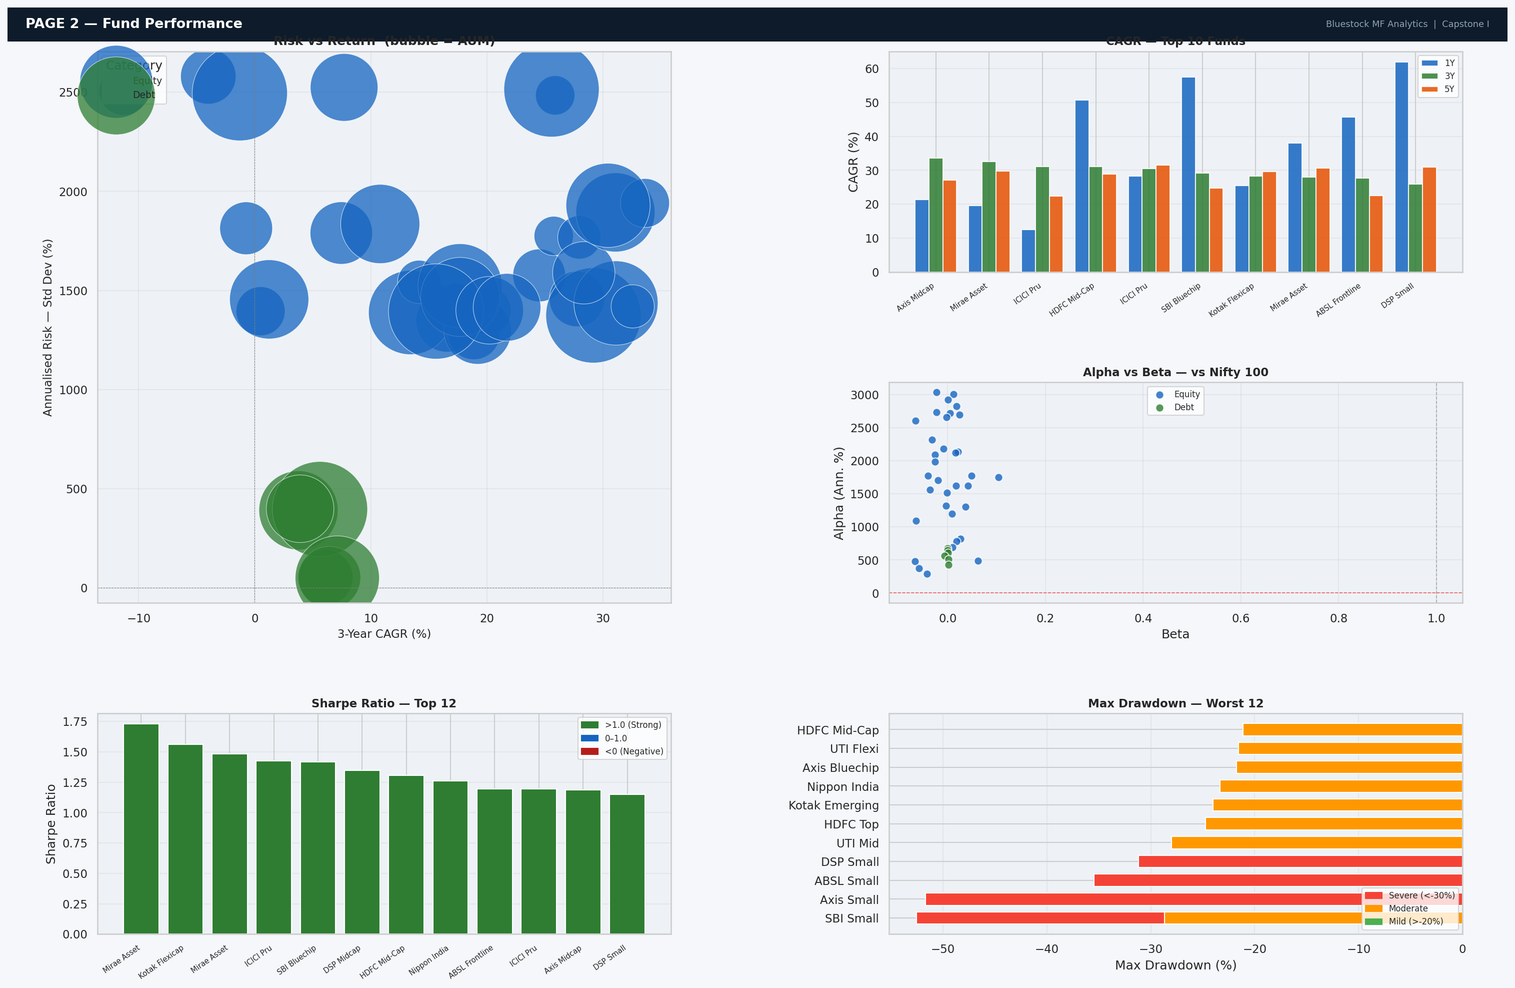 PAGE 2 — Fund Performance
Bluestock MF Analytics | Capstone I
Risk vs Return (bubble = AUM)
Category
Equity
Debt
2500
2000
1500
1000
500
0
Annualised Risk — Std Dev (%)
−10
0
10
20
30
3-Year CAGR (%)
CAGR — Top 10 Funds
1Y
3Y
5Y
60
50
40
30
20
10
0
CAGR (%)
Axis Midcap
Mirae Asset
ICICI Pru
HDFC Mid-Cap
ICICI Pru
SBI Bluechip
Kotak Flexicap
Mirae Asset
ABSL Frontline
DSP Small
Alpha vs Beta — vs Nifty 100
Equity
Debt
3000
2500
2000
1500
1000
500
0
Alpha (Ann. %)
0.0
0.2
0.4
0.6
0.8
1.0
Beta
Sharpe Ratio — Top 12
>1.0 (Strong)
0–1.0
<0 (Negative)
1.75
1.50
1.25
1.00
0.75
0.50
0.25
0.00
Sharpe Ratio
Mirae Asset
Kotak Flexicap
Mirae Asset
ICICI Pru
SBI Bluechip
DSP Midcap
HDFC Mid-Cap
Nippon India
ABSL Frontline
ICICI Pru
Axis Midcap
DSP Small
Max Drawdown — Worst 12
HDFC Mid-Cap
UTI Flexi
Axis Bluechip
Nippon India
Kotak Emerging
HDFC Top
UTI Mid
DSP Small
ABSL Small
Axis Small
SBI Small
Severe (<-30%)
Moderate
Mild (>-20%)
−50
−40
−30
−20
−10
0
Max Drawdown (%)